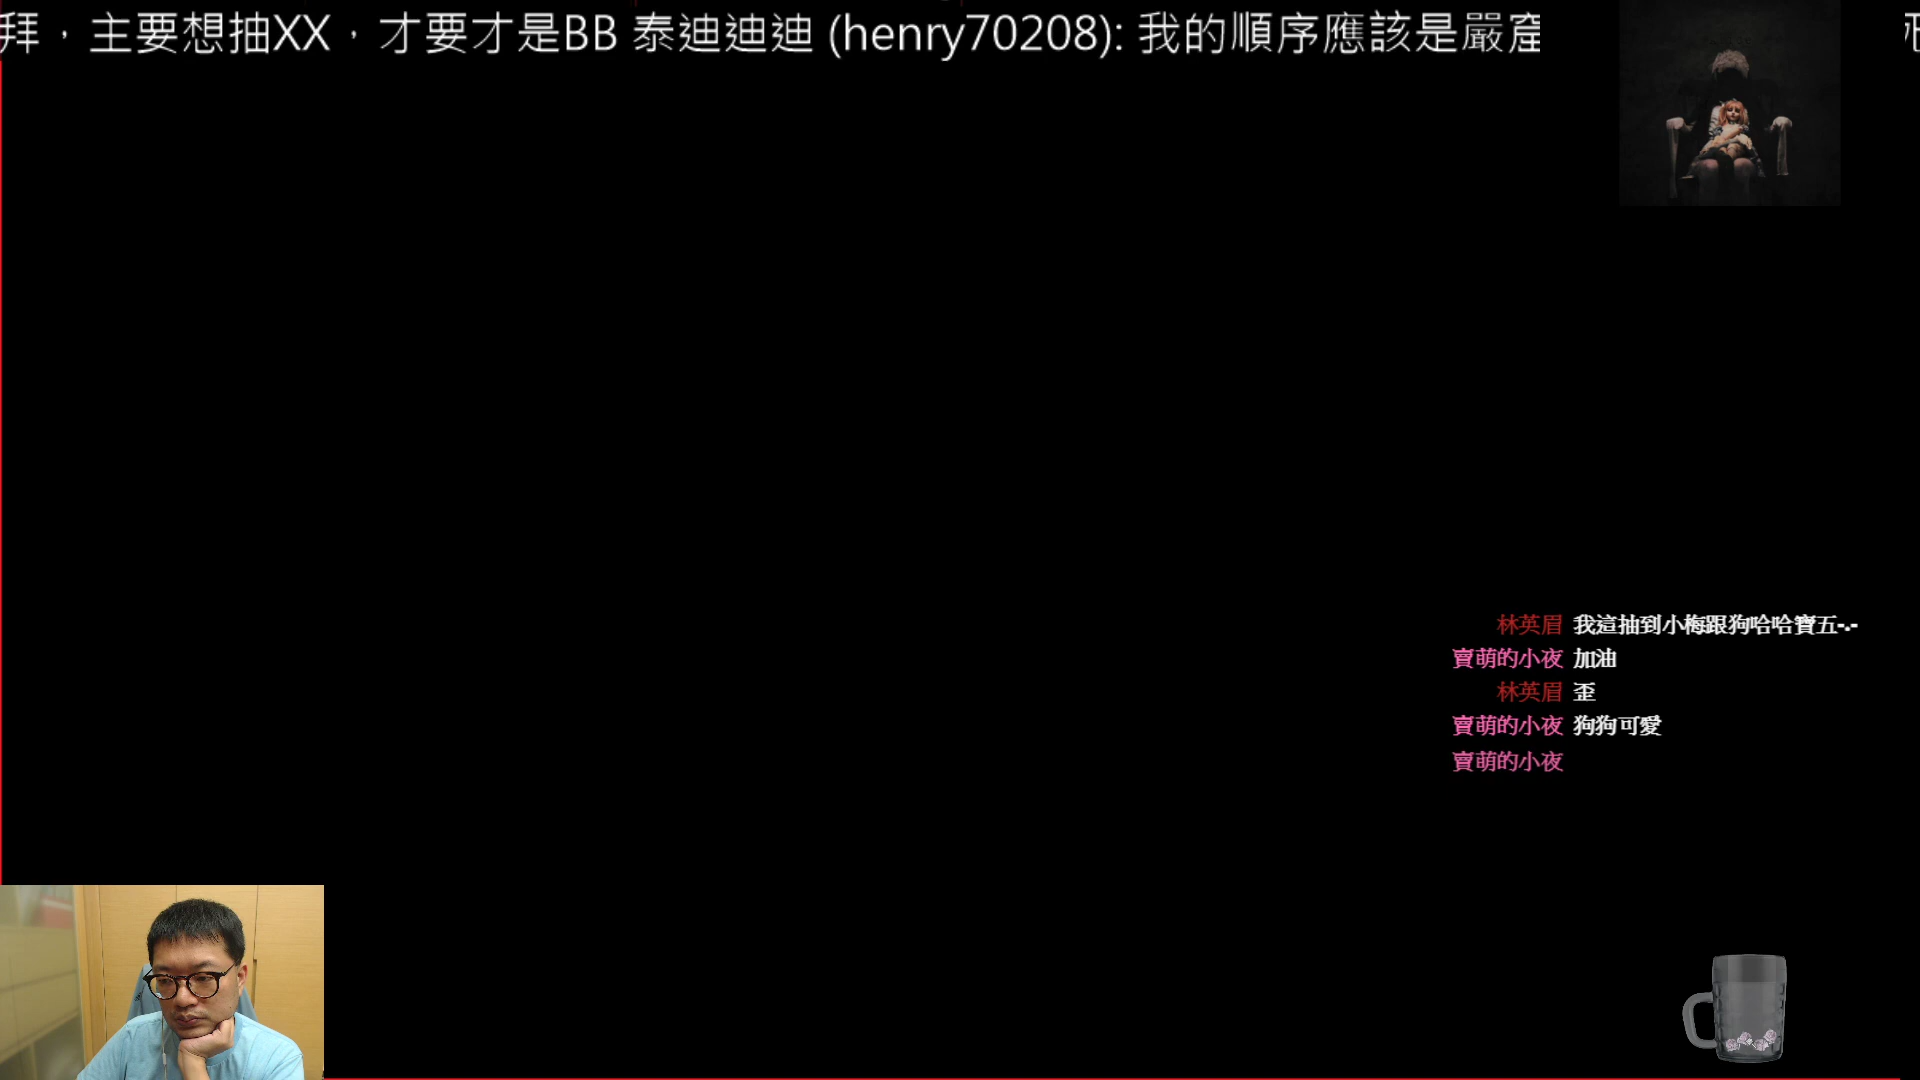 拜，主要想抽XX，才要才是BB 泰迪迪迪 (henry70208): 我的順序應該是嚴窟
林英眉 我這抽到小梅跟狗哈哈寶五-.-
賣萌的小夜 加油
林英眉 歪
賣萌的小夜 狗狗可愛
賣萌的小夜